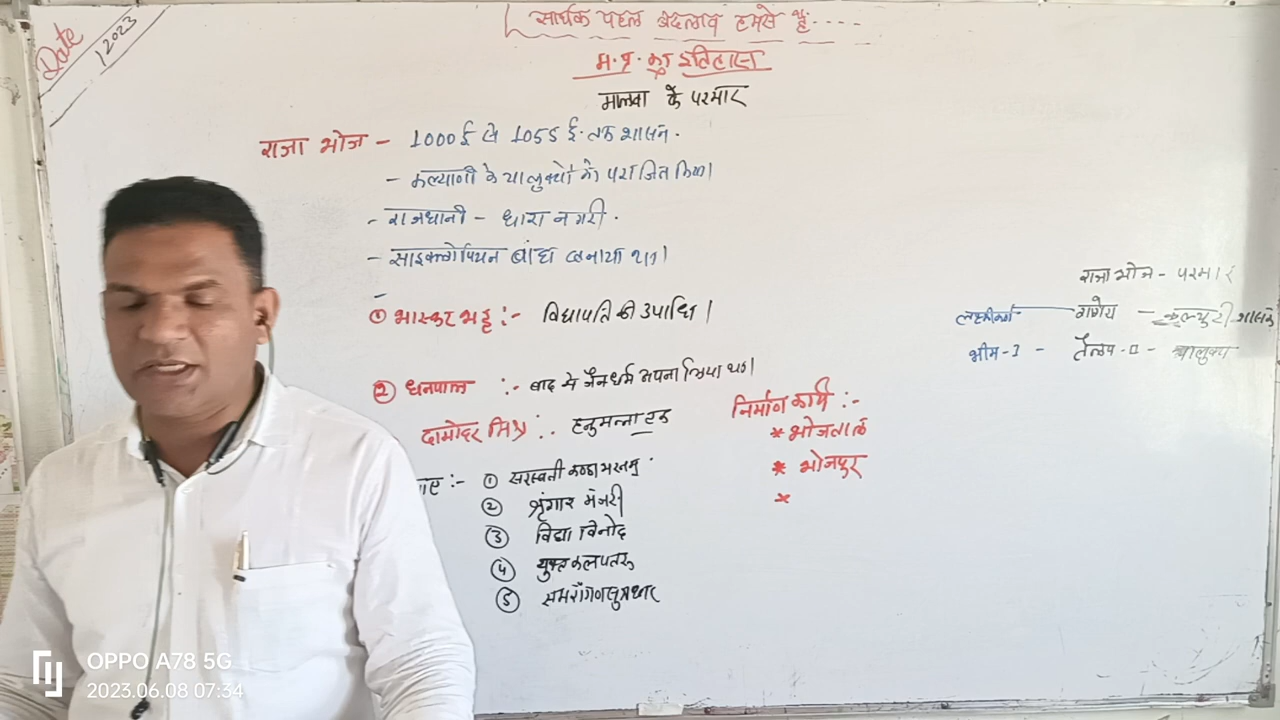 Date
/2023
सार्थक पहल बदलाव हमसे है....
म.प्र. का इतिहास
मालवा के परमार
राजा भोज - 1000 ई से 1055 ई. तक शासन.
- कल्याणी के चालुक्यों को पराजित किया।
- राजधानी - धारा नगरी.
- साइक्लोपियन बांध बनाया था।
-
① भास्कर भट्ट :- विद्यापति की उपाधि।
② धनपाल :- बाद में जैनधर्म अपना लिया था।
दामोदर मिश्र :. हनुमन्नाटक
:- ① सरस्वती कण्ठाभरणम्
② श्रृंगार मंजरी
③ विद्या विनोद
④ युक्त कलपतरू
⑤ समरांगणसुत्रधार
निर्माण कार्य :-
* भोजताल
* भोजपुर
*
राजा भोज - परमार
गंगेय - कल्चुरी शासक
भीम-I - तैलप-II - चालुक्य
OPPO A78 5G
2023.06.08 07:34